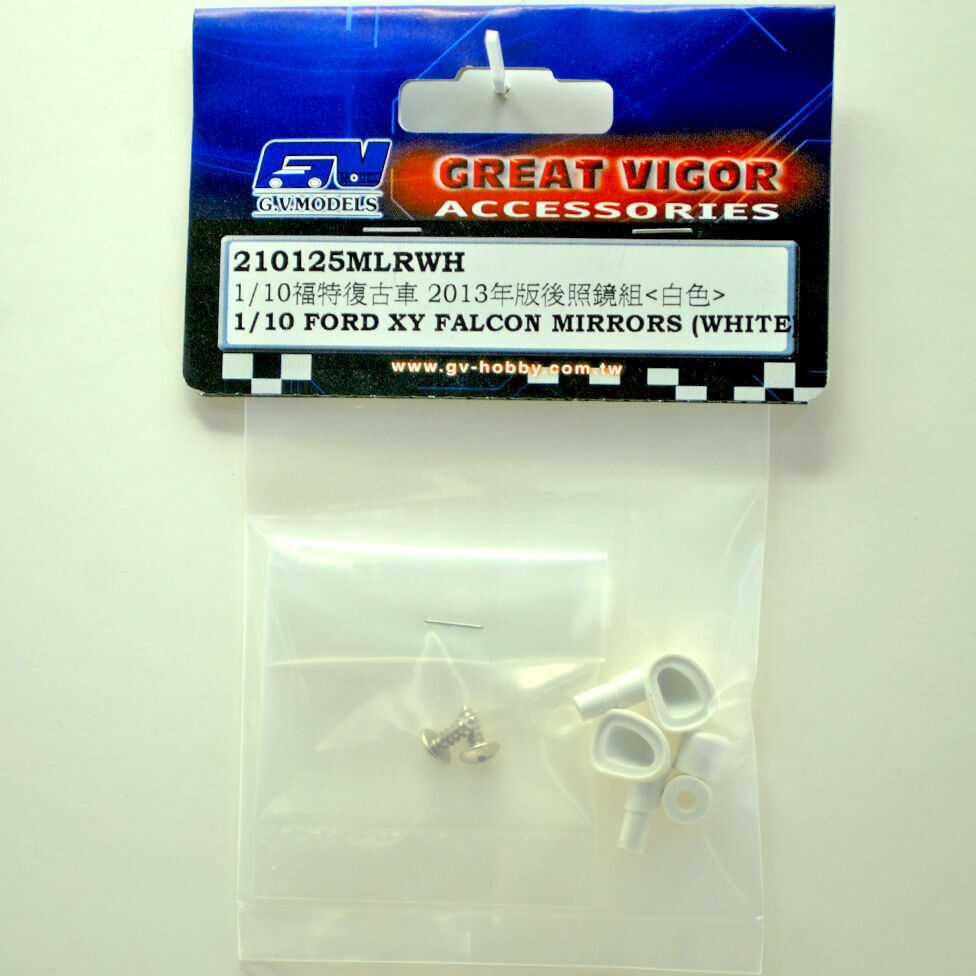 GV
MODEL
G.V.MODELS
GREAT VIGOR
ACCESSORIES
210125MLRWH
1/10福特復古車 2013年版後照鏡組<白色>
1/10 FORD XY FALCON MIRRORS (WHITE)
www.gv-hobby.com.tw